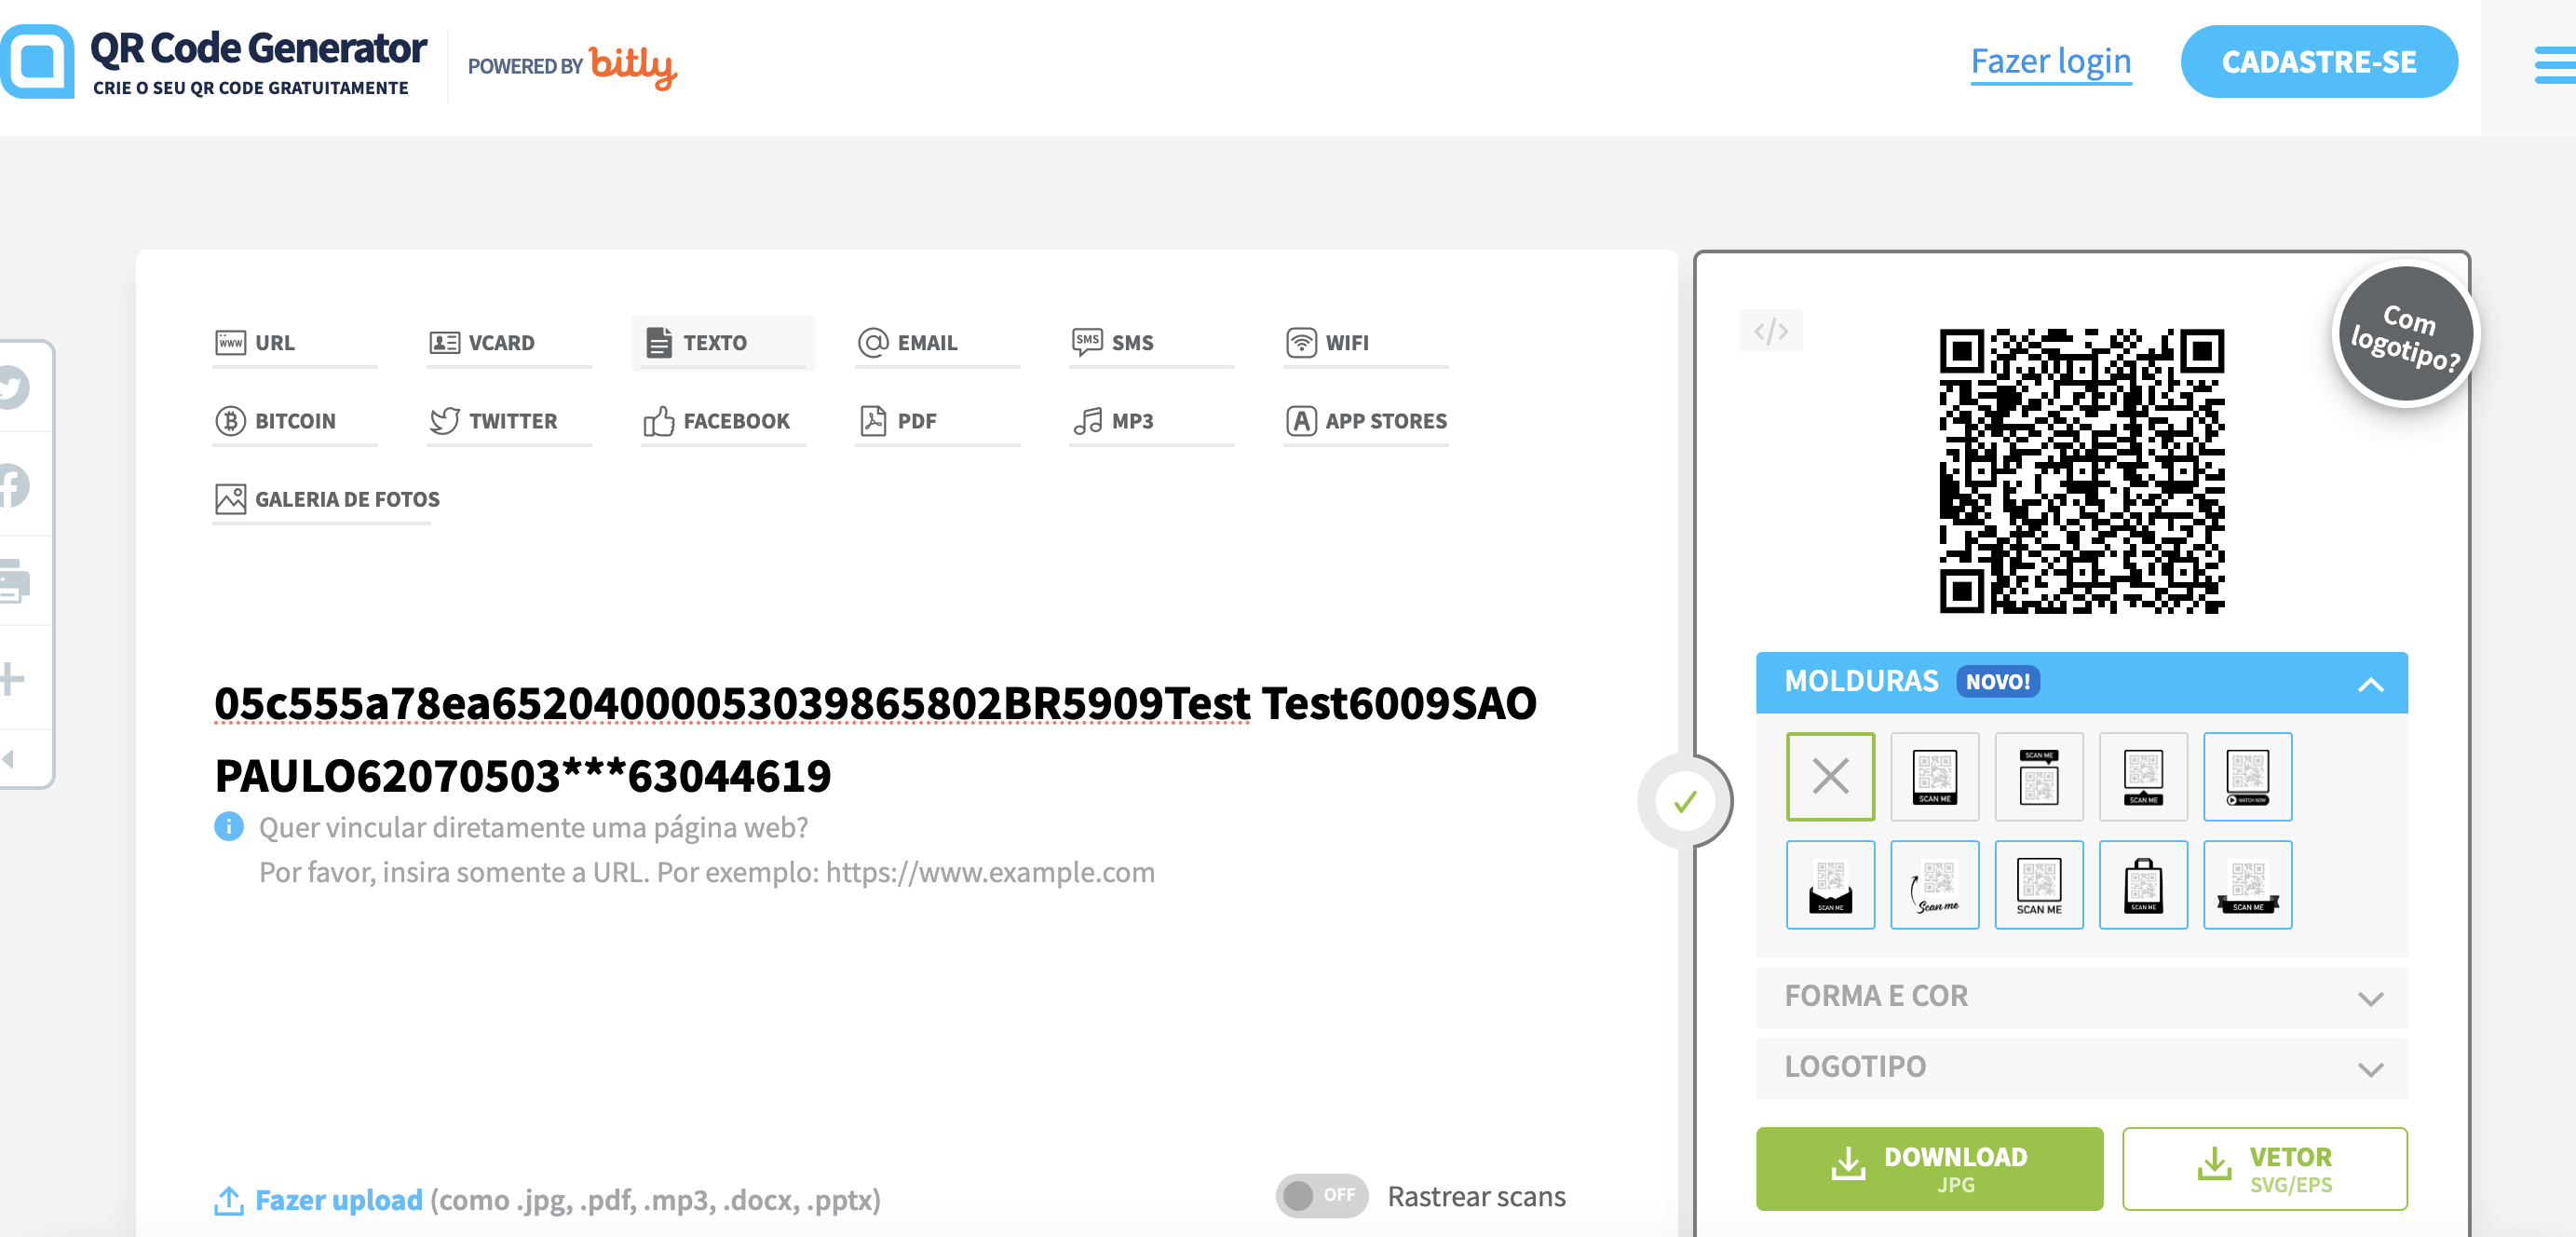 QR Code Generator
CRIE O SEU QR CODE GRATUITAMENTE
POWERED BY bitly
Fazer login
CADASTRE-SE
WWW URL
VCARD
TEXTO
EMAIL
SMS SMS
WIFI
BITCOIN
TWITTER
FACEBOOK
PDF
MP3
A APP STORES
GALERIA DE FOTOS
05c555a78ea65204000053039865802BR5909Test Test6009SAO
PAULO62070503***63044619
Quer vincular diretamente uma página web?
Por favor, insira somente a URL. Por exemplo: https://www.example.com
Fazer upload (como .jpg, .pdf, .mp3, .docx, .pptx)
OFF Rastrear scans
</>
Com
logotipo?
MOLDURAS NOVO!
SCAN ME
SCAN ME
SCAN ME
WATCH NOW
SCAN ME
Scan me
SCAN ME
SCAN ME
SCAN ME
FORMA E COR
LOGOTIPO
DOWNLOAD
JPG
VETOR
SVG/EPS